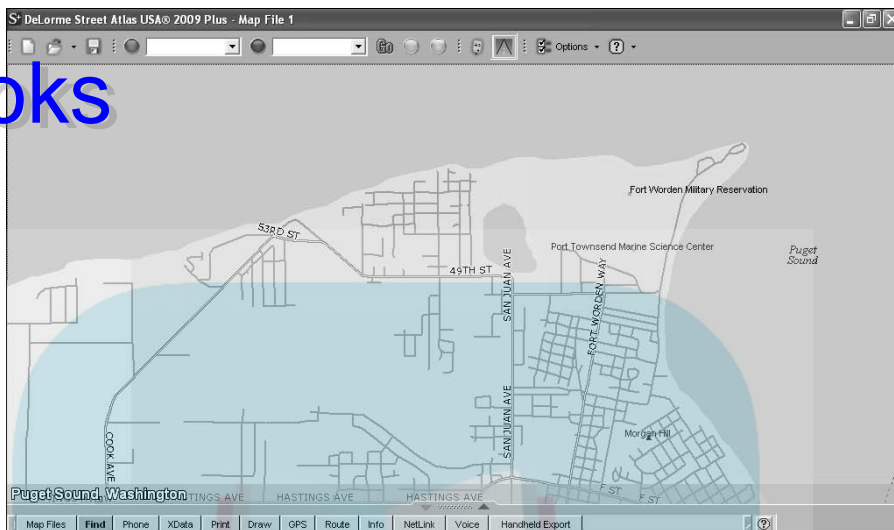 DeLorme Street Atlas USA® 2009 Plus - Map File 1
Go
Options
oks
Fort Worden Military Reservation
53RD ST
Port Townsend Marine Science Center
Puget
Sound
49TH ST
SAN JUAN AVE
FORT WORDEN WAY
SAN JUAN AVE
COOK AVE
Morgan Hill
Puget Sound, Washington
HASTINGS AVE
HASTINGS AVE
HASTINGS AVE
F ST
F ST
Map Files Find Phone XData Print Draw GPS Route Info NetLink Voice Handheld Export